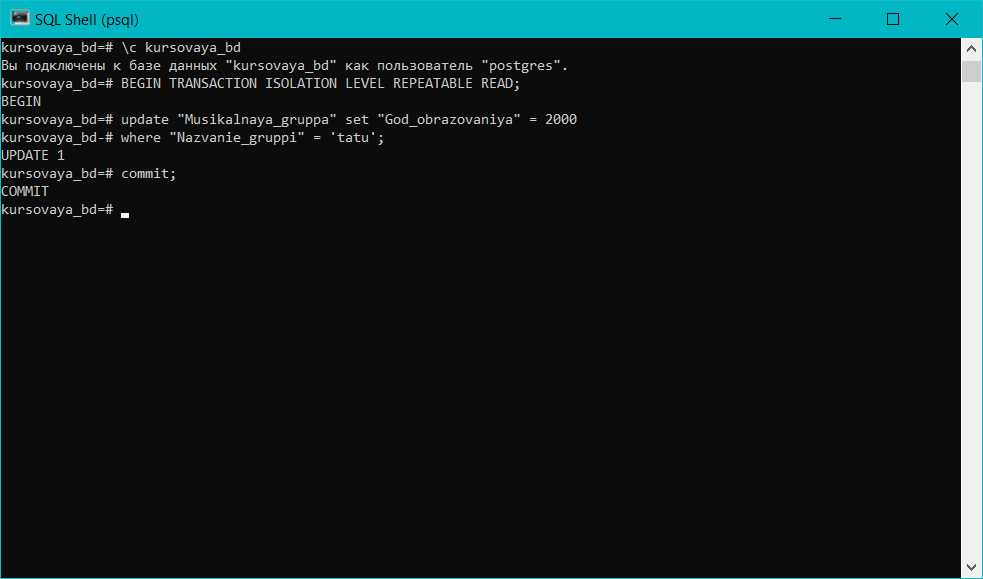 SQL Shell (psql)
kursovaya_bd=# \c kursovaya_bd
Вы подключены к базе данных "kursovaya_bd" как пользователь "postgres".
kursovaya_bd=# BEGIN TRANSACTION ISOLATION LEVEL REPEATABLE READ;
BEGIN
kursovaya_bd=# update "Musikalnaya_gruppa" set "God_obrazovaniya" = 2000
kursovaya_bd-# where "Nazvanie_gruppi" = 'tatu';
UPDATE 1
kursovaya_bd=# commit;
COMMIT
kursovaya_bd=#